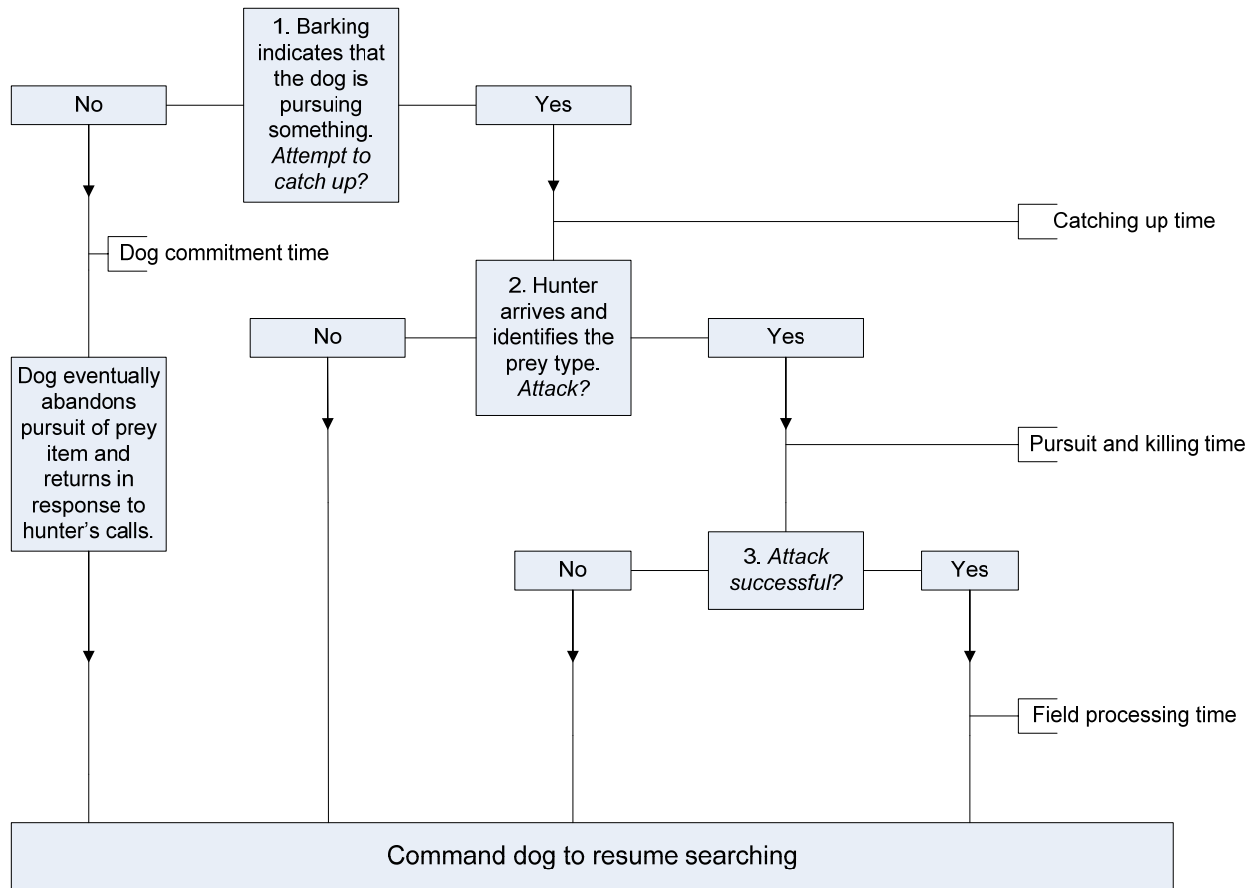 1. Barking
indicates that
the dog is
pursuing
something.
Attempt to
catch up?
No
Yes
Catching up time
Dog commitment time
2. Hunter
arrives and
identifies the
prey type.
Attack?
No
Yes
Dog eventually
abandons
pursuit of prey
item and
returns in
response to
hunter’s calls.
Pursuit and killing time
3. Attack
successful?
No
Yes
Field processing time
Command dog to resume searching